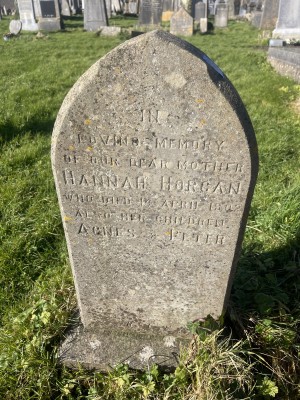 IN
LOVING MEMORY
OF OUR DEAR MOTHER
HANNAH HORGAN
WHO DIED APRIL
ALSO HER CHILDREN
AGNES PETER